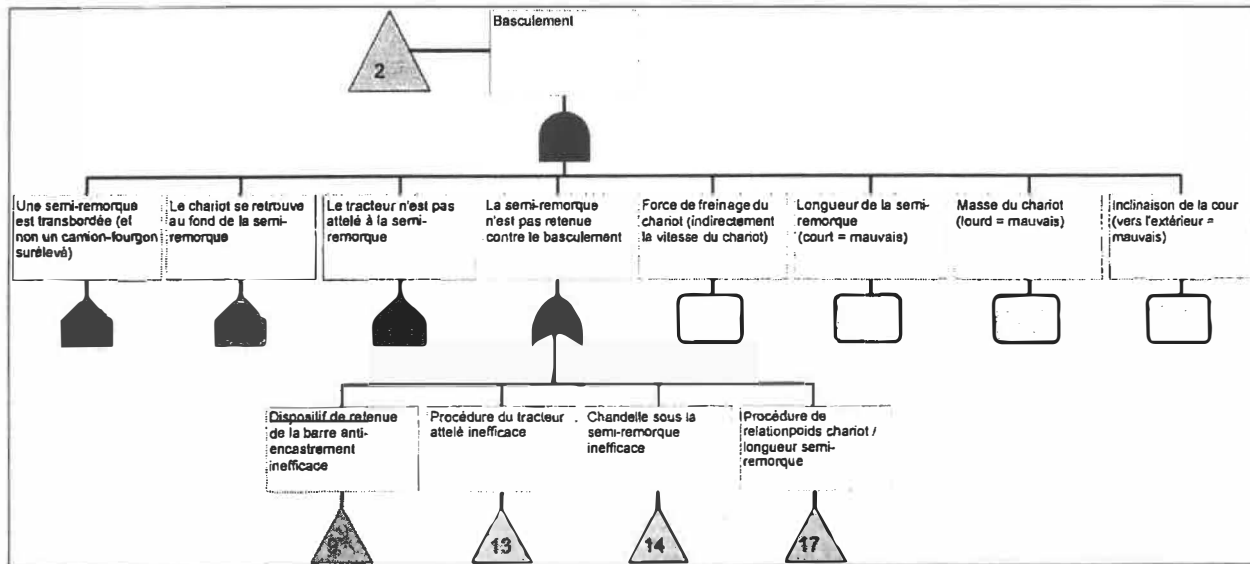 Basculement
2
Une semi-remorque
est transbordée (et
non un camion-fourgon
surélevé)
Le chariot se retrouve
au fond de la semi-
remorque
Le tracteur n'est pas
attelé à la semi-
remorque
La semi-remorque
n'est pas retenue
contre le basculement
Force de freinage du
chariot (indirectement
la vitesse du chariot)
Longueur de la semi-
remorque
(court = mauvais)
Masse du chariot
(lourd = mauvais)
Inclinaison de la cour
(vers l'extérieur =
mauvais)
Dispositif de retenue
de la barre anti-
encastrement
inefficace
Procédure du tracteur
attelé inefficace
Chandelle sous la
semi-remorque
inefficace
Procédure de
relationpoids chariot /
longueur semi-
remorque
9
13
14
17